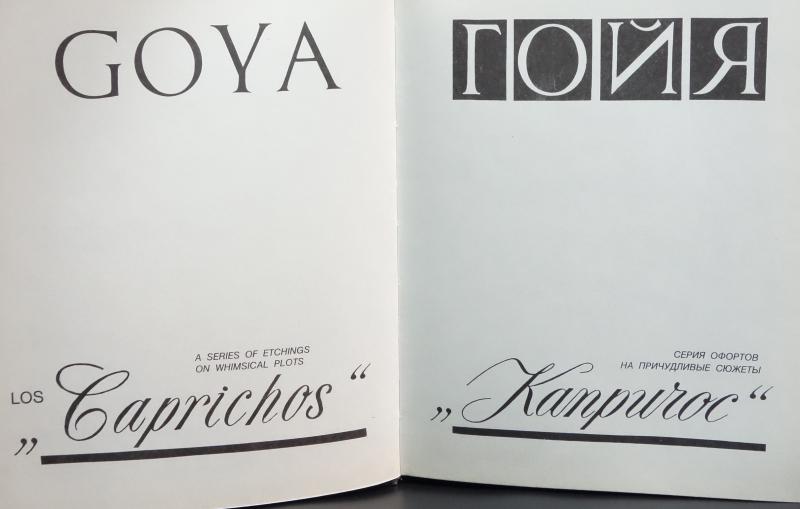 GOYA
A SERIES OF ETCHINGS
ON WHIMSICAL PLOTS
LOS „Caprichos“
ГОЙЯ
СЕРИЯ ОФОРТОВ
НА ПРИЧУДЛИВЫЕ СЮЖЕТЫ
„Капричос“